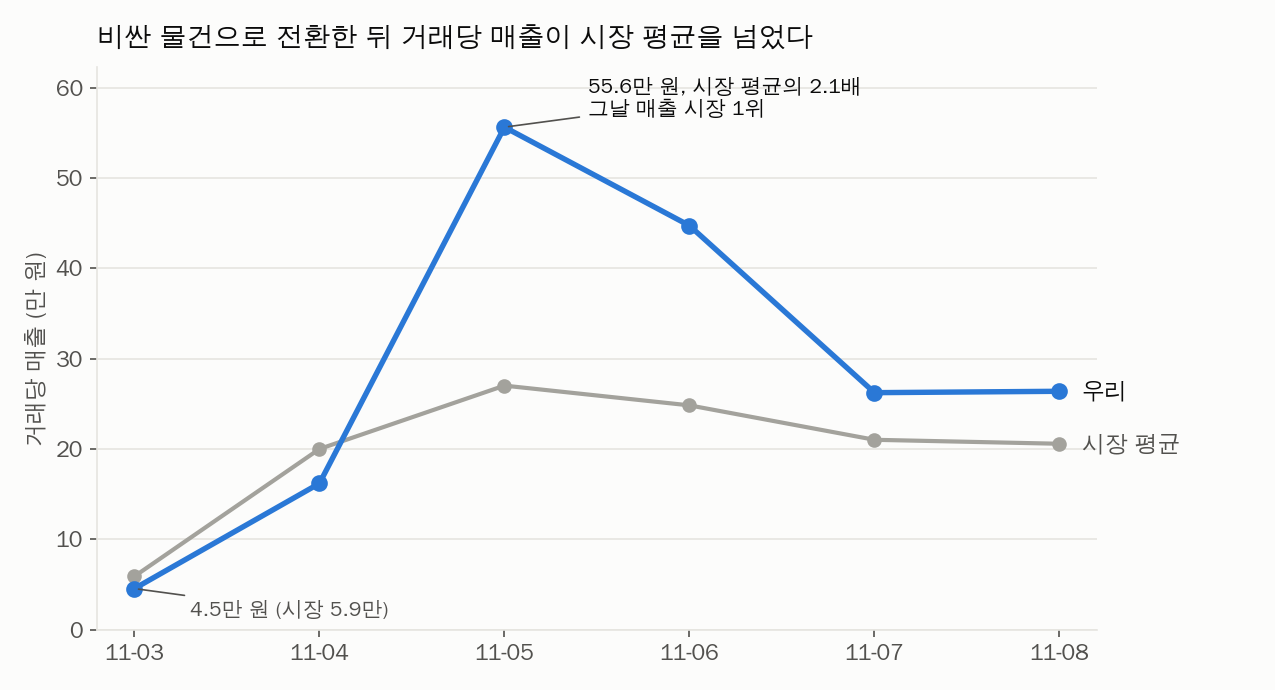 비싼 물건으로 전환한 뒤 거래당 매출이 시장 평균을 넘었다
거래당 매출 (만 원)
60
50
40
30
20
10
0
55.6만 원, 시장 평균의 2.1배
그날 매출 시장 1위
우리
시장 평균
4.5만 원 (시장 5.9만)
11-03
11-04
11-05
11-06
11-07
11-08